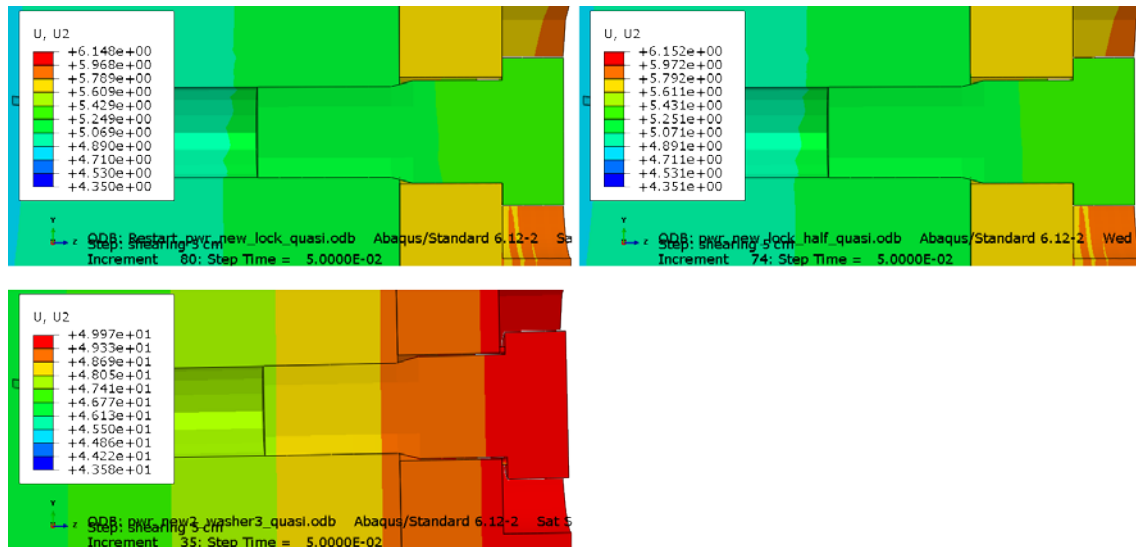 U, U2
+6.148e+00
+5.968e+00
+5.789e+00
+5.609e+00
+5.429e+00
+5.249e+00
+5.069e+00
+4.890e+00
+4.710e+00
+4.530e+00
+4.350e+00
Y
Z
ODB: Restart_pwr_new_lock_quasi.odb Abaqus/Standard 6.12-2 Sa
Step: shearing 5 cm
Increment 80: Step Time = 5.0000E-02
U, U2
+6.152e+00
+5.972e+00
+5.792e+00
+5.611e+00
+5.431e+00
+5.251e+00
+5.071e+00
+4.891e+00
+4.711e+00
+4.531e+00
+4.351e+00
Y
Z
ODB: pwr_new_lock_half_quasi.odb Abaqus/Standard 6.12-2 Wed
Step: shearing 5 cm
Increment 74: Step Time = 5.0000E-02
U, U2
+4.997e+01
+4.933e+01
+4.869e+01
+4.805e+01
+4.741e+01
+4.677e+01
+4.613e+01
+4.550e+01
+4.486e+01
+4.422e+01
+4.358e+01
Y
Z
ODB: pwr_new2_washer3_quasi.odb Abaqus/Standard 6.12-2 Sat S
Step: shearing 5 cm
Increment 35: Step Time = 5.0000E-02